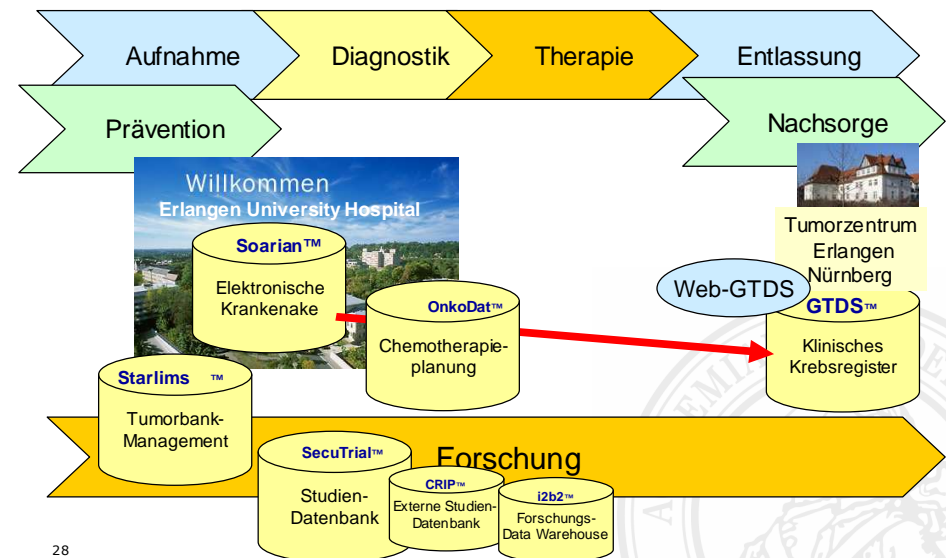 Aufnahme
Diagnostik
Therapie
Entlassung
Prävention
Nachsorge
Willkommen
Erlangen University Hospital
Tumorzentrum
Erlangen
Nürnberg
Soarian™
Elektronische
Krankenake
Web-GTDS
OnkoDat™
Chemotherapie-
planung
GTDS™
Klinisches
Krebsregister
Starlims ™
Tumorbank-
Management
Forschung
SecuTrial™
Studien-
Datenbank
CRIP™
Externe Studien-
Datenbank
i2b2™
Forschungs-
Data Warehouse
28